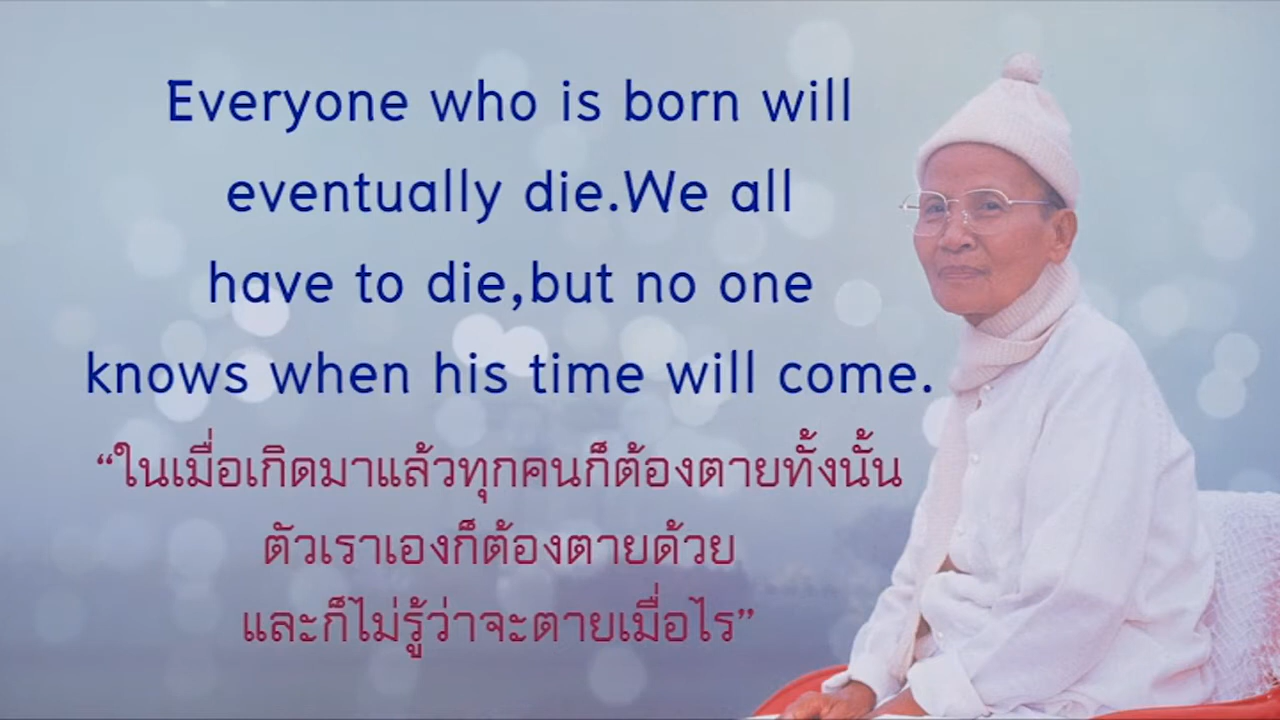 Everyone who is born will
eventually die.We all
have to die,but no one
knows when his time will come.
“ในเมื่อเกิดมาแล้วทุกคนก็ต้องตายทั้งนั้น
ตัวเราเองก็ต้องตายด้วย
และก็ไม่รู้ว่าจะตายเมื่อไร”